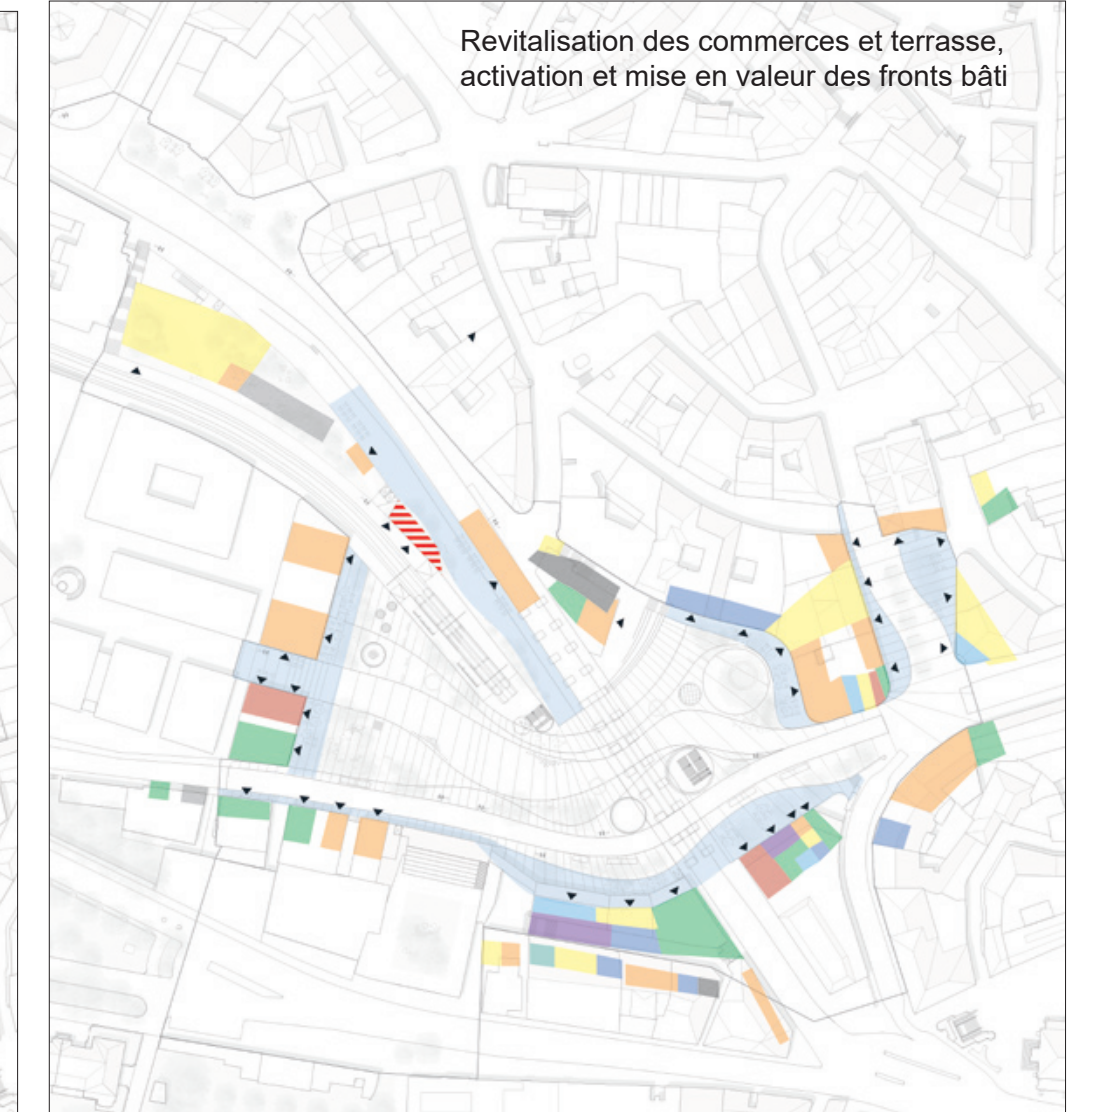 Revitalisation des commerces et terrasse,
activation et mise en valeur des fronts bâti